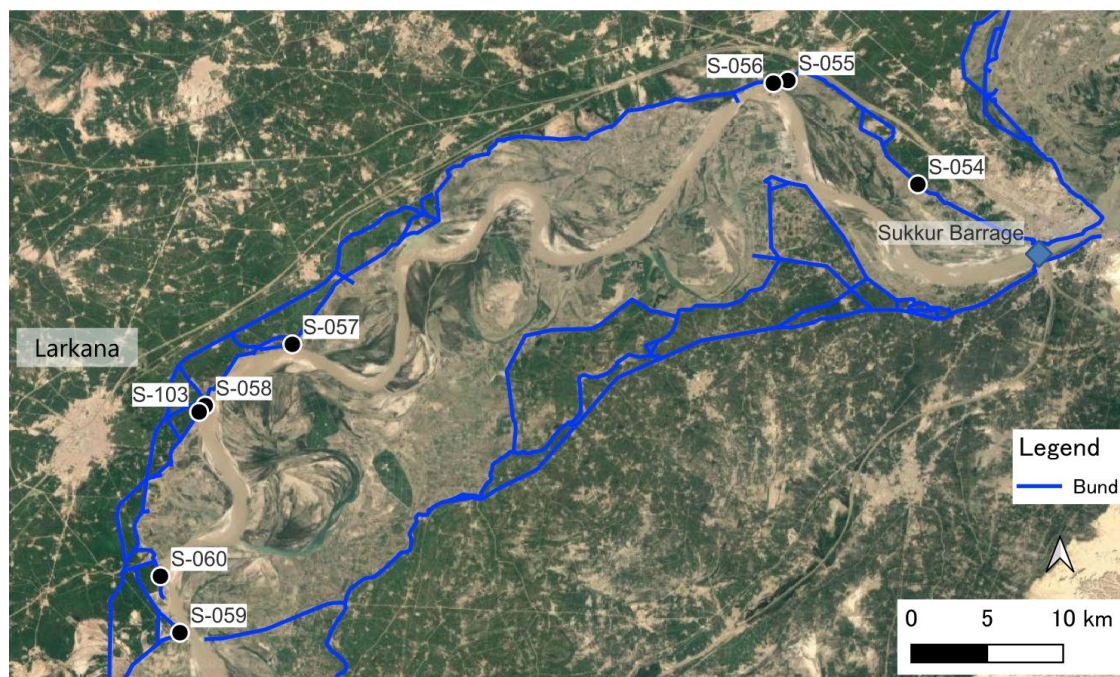 S-056
S-055
S-054
Sukkur Barrage
S-057
Larkana
S-058
S-103
Legend
Bund
S-060
S-059
0 5 10 km